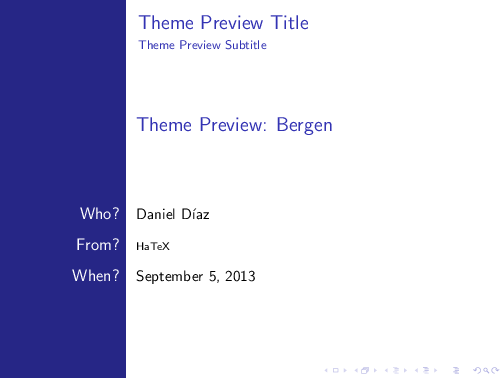 Theme Preview Title
Theme Preview Subtitle
Theme Preview: Bergen
Who? Daniel Díaz
From? HaTeX
When? September 5, 2013